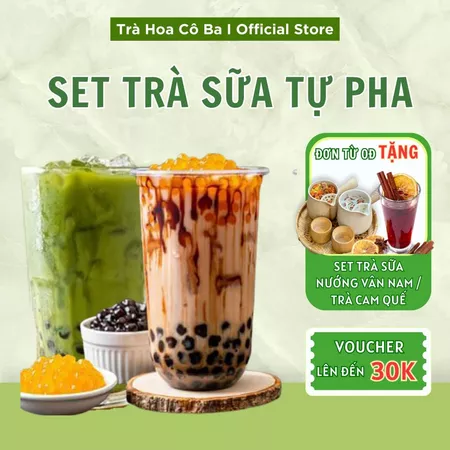 Trà Hoa Cô Ba I Official Store
SET TRÀ SỮA TỰ PHA
ĐƠN TỪ 0Đ TẶNG
SET TRÀ SỮA
NƯỚNG VÂN NAM /
TRÀ CAM QUẾ
VOUCHER
LÊN ĐẾN 30K